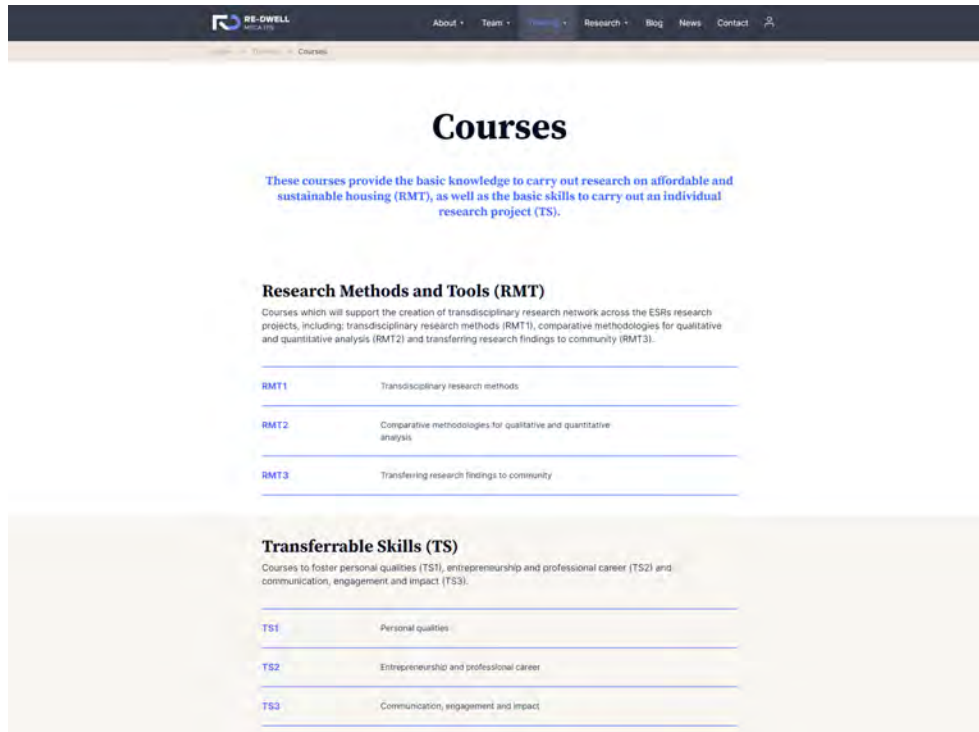 RE-DWELL
About
Team
Training
Research
Blog
News
Contact
Courses
Courses
These courses provide the basic knowledge to carry out research on affordable and
sustainable housing (RMT), as well as the basic skills to carry out an individual
research project (TS).
Research Methods and Tools (RMT)
Courses which will support the creation of transdisciplinary research network across the ESRs research
projects, including: transdisciplinary research methods (RMT1), comparative methodologies for qualitative
and quantitative analysis (RMT2) and transferring research findings to community (RMT3).
RMT1 Transdisciplinary research methods
RMT2 Comparative methodologies for qualitative and quantitative
analysis
RMT3 Transferring research findings to community
Transferrable Skills (TS)
Courses to foster personal qualities (TS1), entrepreneurship and professional career (TS2) and
communication, engagement and impact (TS3).
TS1 Personal qualities
TS2 Entrepreneurship and professional career
TS3 Communication, engagement and impact